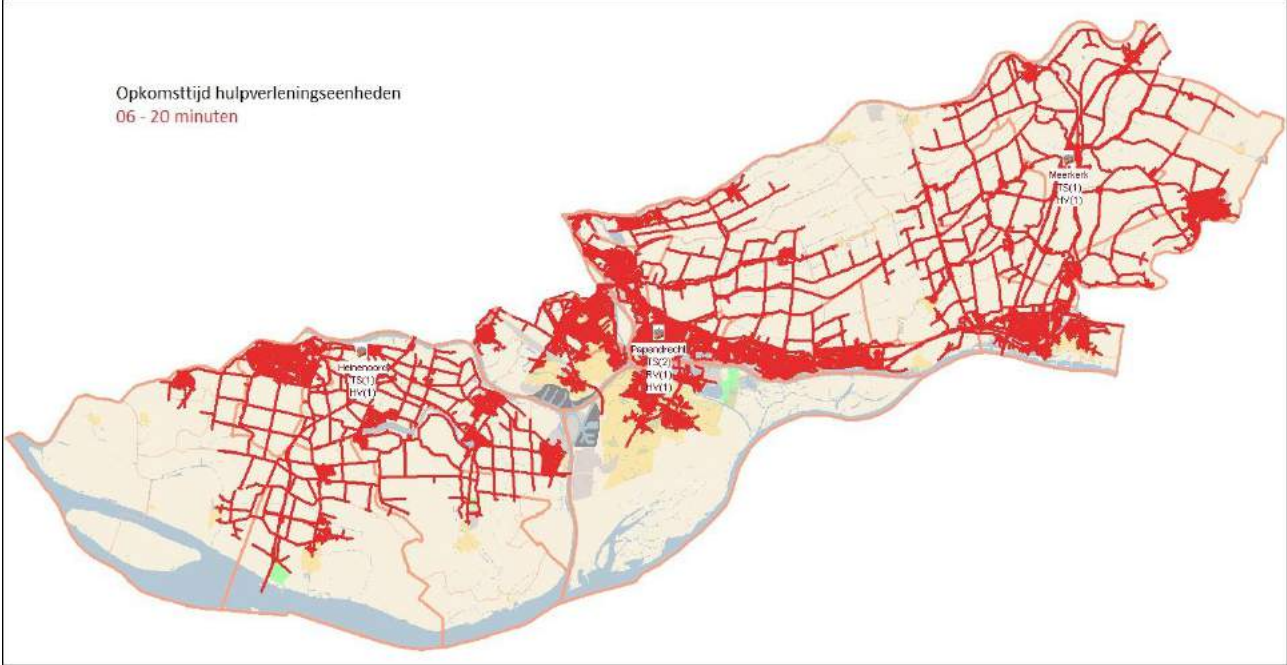 Opkomsttijd hulpverleningseenheden
06 - 20 minuten
Meerkerk
TS(1)
HV(1)
Papendrecht
TS(2)
RV(1)
HV(1)
Heinenoord
TS(1)
HV(1)